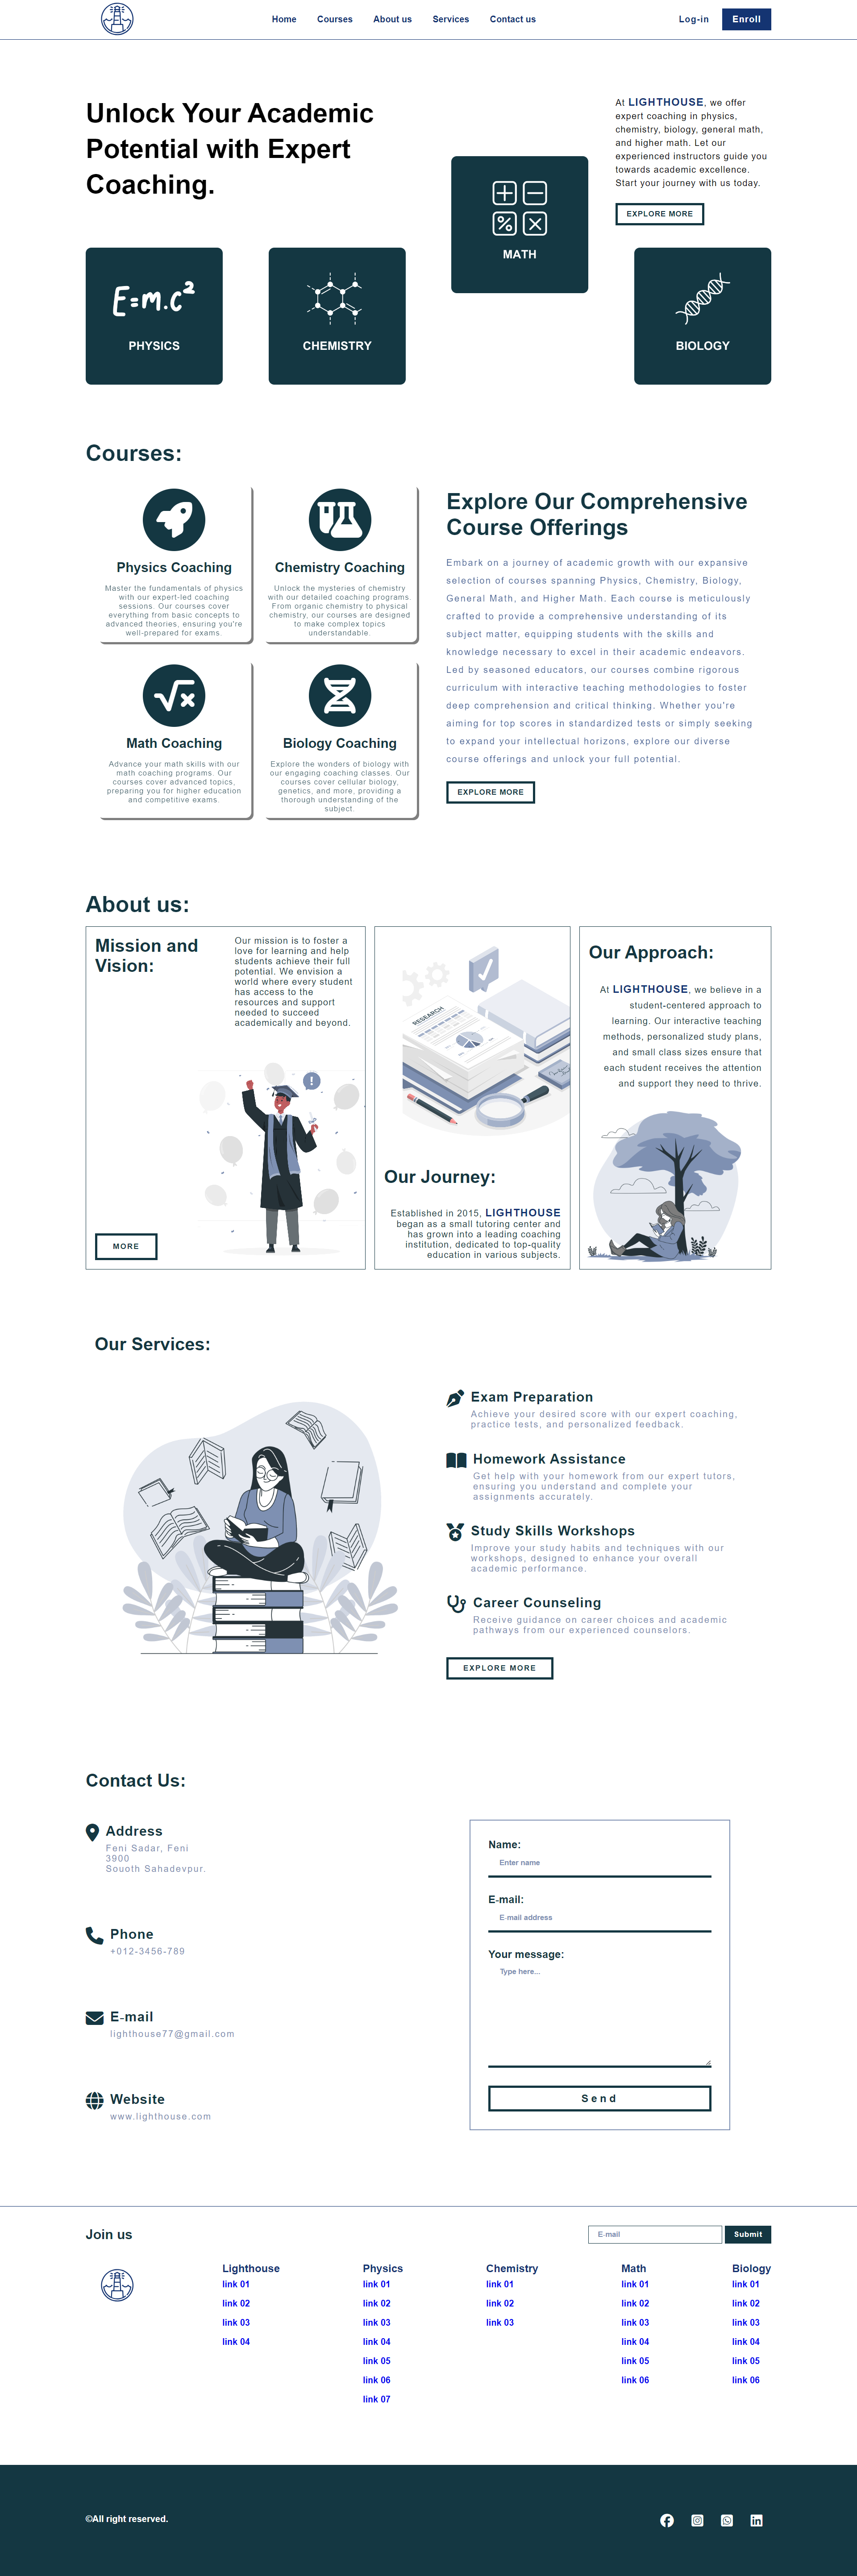 Home Courses About us Services Contact us Log-in Enroll
Unlock Your Academic
Potential with Expert
Coaching.
At LIGHTHOUSE, we offer
expert coaching in physics,
chemistry, biology, general math,
and higher math. Let our
experienced instructors guide you
towards academic excellence.
Start your journey with us today.
EXPLORE MORE
E=m.c²
PHYSICS
CHEMISTRY
MATH
BIOLOGY
Courses:
Physics Coaching
Master the fundamentals of physics
with our expert-led coaching
sessions. Our courses cover
everything from basic concepts to
advanced theories, ensuring you're
well-prepared for exams.
Chemistry Coaching
Unlock the mysteries of chemistry
with our detailed coaching programs.
From organic chemistry to physical
chemistry, our courses are designed
to make complex topics
understandable.
Math Coaching
Advance your math skills with our
math coaching programs. Our
courses cover advanced topics,
preparing you for higher education
and competitive exams.
Biology Coaching
Explore the wonders of biology with
our engaging coaching classes. Our
courses cover cellular biology,
genetics, and more, providing a
thorough understanding of the
subject.
Explore Our Comprehensive
Course Offerings
Embark on a journey of academic growth with our expansive
selection of courses spanning Physics, Chemistry, Biology,
General Math, and Higher Math. Each course is meticulously
crafted to provide a comprehensive understanding of its
subject matter, equipping students with the skills and
knowledge necessary to excel in their academic endeavors.
Led by seasoned educators, our courses combine rigorous
curriculum with interactive teaching methodologies to foster
deep comprehension and critical thinking. Whether you're
aiming for top scores in standardized tests or simply seeking
to expand your intellectual horizons, explore our diverse
course offerings and unlock your full potential.
EXPLORE MORE
About us:
Mission and
Vision:
Our mission is to foster a
love for learning and help
students achieve their full
potential. We envision a
world where every student
has access to the
resources and support
needed to succeed
academically and beyond.
MORE
RESEARCH
Our Journey:
Established in 2015, LIGHTHOUSE
began as a small tutoring center and
has grown into a leading coaching
institution, dedicated to top-quality
education in various subjects.
Our Approach:
At LIGHTHOUSE, we believe in a
student-centered approach to
learning. Our interactive teaching
methods, personalized study plans,
and small class sizes ensure that
each student receives the attention
and support they need to thrive.
Our Services:
Exam Preparation
Achieve your desired score with our expert coaching,
practice tests, and personalized feedback.
Homework Assistance
Get help with your homework from our expert tutors,
ensuring you understand and complete your
assignments accurately.
Study Skills Workshops
Improve your study habits and techniques with our
workshops, designed to enhance your overall
academic performance.
Career Counseling
Receive guidance on career choices and academic
pathways from our experienced counselors.
EXPLORE MORE
Contact Us:
Address
Feni Sadar, Feni
3900
Souoth Sahadevpur.
Phone
+012-3456-789
E-mail
lighthouse77@gmail.com
Website
www.lighthouse.com
Name:
Enter name
E-mail:
E-mail address
Your message:
Type here...
Send
Join us
E-mail Submit
Lighthouse
link 01
link 02
link 03
link 04
Physics
link 01
link 02
link 03
link 04
link 05
link 06
link 07
Chemistry
link 01
link 02
link 03
Math
link 01
link 02
link 03
link 04
link 05
link 06
Biology
link 01
link 02
link 03
link 04
link 05
link 06
©All right reserved.